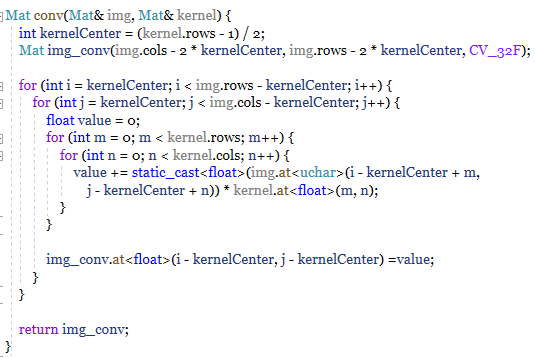 Mat conv(Mat& img, Mat& kernel) {
int kernelCenter = (kernel.rows - 1) / 2;
Mat img_conv(img.cols - 2 * kernelCenter, img.rows - 2 * kernelCenter, CV_32F);
for (int i = kernelCenter; i < img.rows - kernelCenter; i++) {
for (int j = kernelCenter; j < img.cols - kernelCenter; j++) {
float value = 0;
for (int m = 0; m < kernel.rows; m++) {
for (int n = 0; n < kernel.cols; n++) {
value += static_cast<float>(img.at<uchar>(i - kernelCenter + m,
j - kernelCenter + n)) * kernel.at<float>(m, n);
}
}
img_conv.at<float>(i - kernelCenter, j - kernelCenter) =value;
}
}
return img_conv;
}